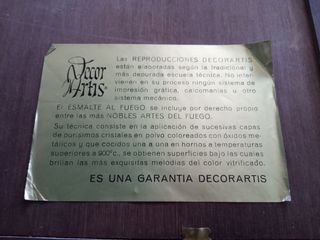 Decor
Artis
Las REPRODUCCIONES DECORARTIS
están elaboradas según la tradicional y
más depurada escuela técnica. No inter-
vienen en su proceso ningún sistema de
impresión gráfica, calcomanias u otro
sistema mecánico.
El ESMALTE AL FUEGO se incluye por derecho propio
entre las más NOBLES ARTES DEL FUEGO.
Su técnica consiste en la aplicación de sucesivas capas
de purísimos cristales en polvo coloreados con óxidos me-
tálicos y que cocidos una a una en hornos a temperaturas
superiores a 900ºc., se obtienen superficies bajo las cuales
brillan las más exquisitas melodías del color vitrificado.
ES UNA GARANTIA DECORARTIS